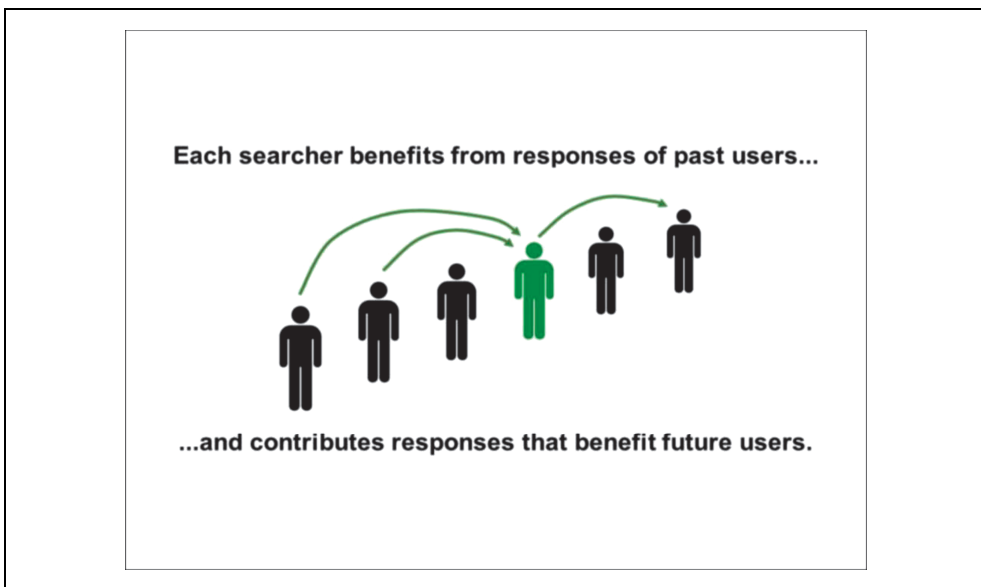 Each searcher benefits from responses of past users...
...and contributes responses that benefit future users.